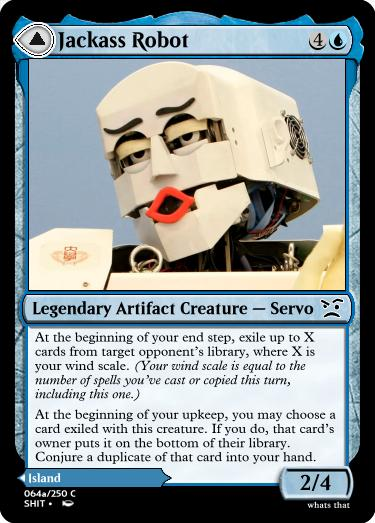 Jackass Robot 4
Legendary Artifact Creature — Servo
At the beginning of your end step, exile up to X
cards from target opponent's library, where X is
your wind scale. (Your wind scale is equal to the
number of spells you've cast or copied this turn,
including this one.)
At the beginning of your upkeep, you may choose a
card exiled with this creature. If you do, that card's
owner puts it on the bottom of their library.
Conjure a duplicate of that card into your hand.
Island
2/4
064a/250 C
SHIT •
whats that